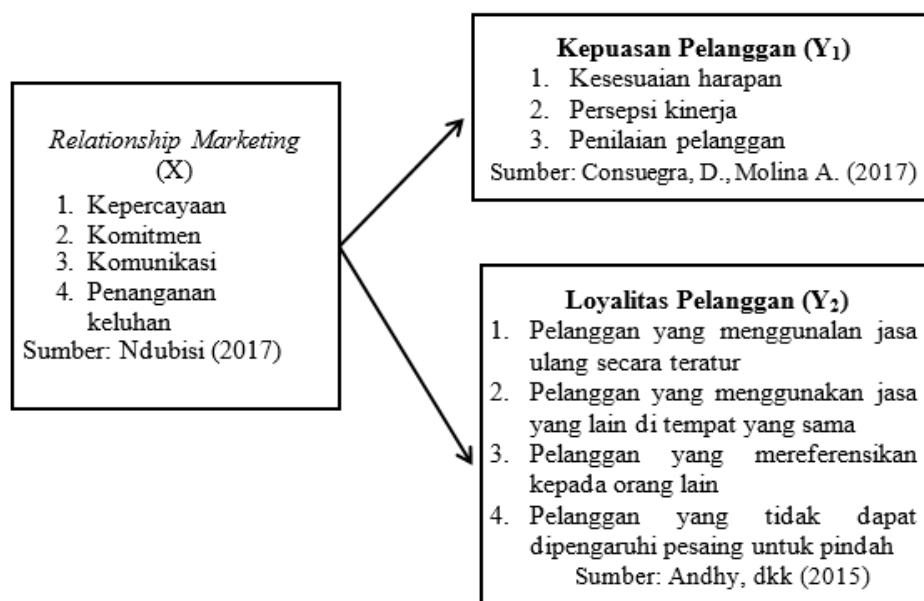 Relationship Marketing
(X)
1. Kepercayaan
2. Komitmen
3. Komunikasi
4. Penanganan
keluhan
Sumber: Ndubisi (2017)
Kepuasan Pelanggan (Y₁)
1. Kesesuaian harapan
2. Persepsi kinerja
3. Penilaian pelanggan
Sumber: Consuegra, D., Molina A. (2017)
Loyalitas Pelanggan (Y₂)
1. Pelanggan yang menggunalan jasa
ulang secara teratur
2. Pelanggan yang menggunakan jasa
yang lain di tempat yang sama
3. Pelanggan yang mereferensikan
kepada orang lain
4. Pelanggan yang tidak dapat
dipengaruhi pesaing untuk pindah
Sumber: Andhy, dkk (2015)